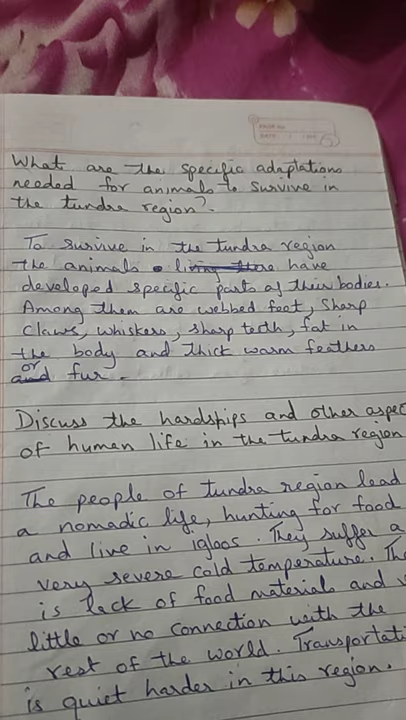 What are the specific adaptations
needed for animals to survive in
the tundra region?
To survive in the tundra region
the animals living there have
developed specific parts of their bodies.
Among them are webbed feet, sharp
claws, whiskers, sharp teeth, fat in
the body and thick warm feathers
or
and fur.
Discuss the hardships and other aspec
of human life in the tundra region
The people of tundra region lead
a nomadic life, hunting for food
and live in igloos. They suffer a
very severe cold temperature. The
is lack of food materials and v
little or no connection with the
rest of the world. Transportati
is quiet harder in this region.